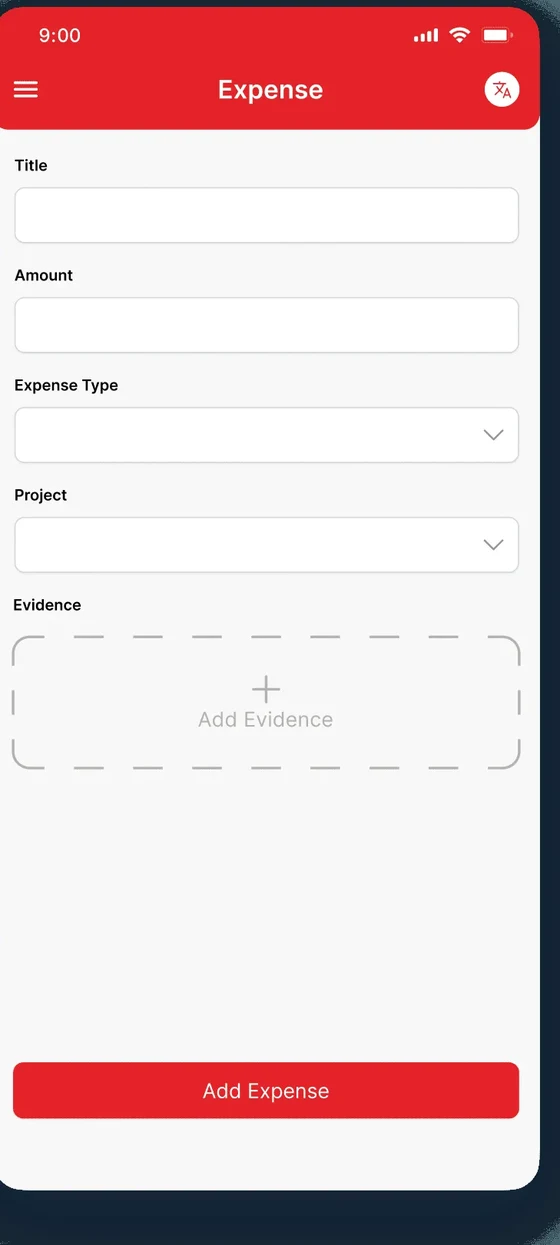 9:00
Expense
Title
Amount
Expense Type
Project
Evidence
Add Evidence
Add Expense